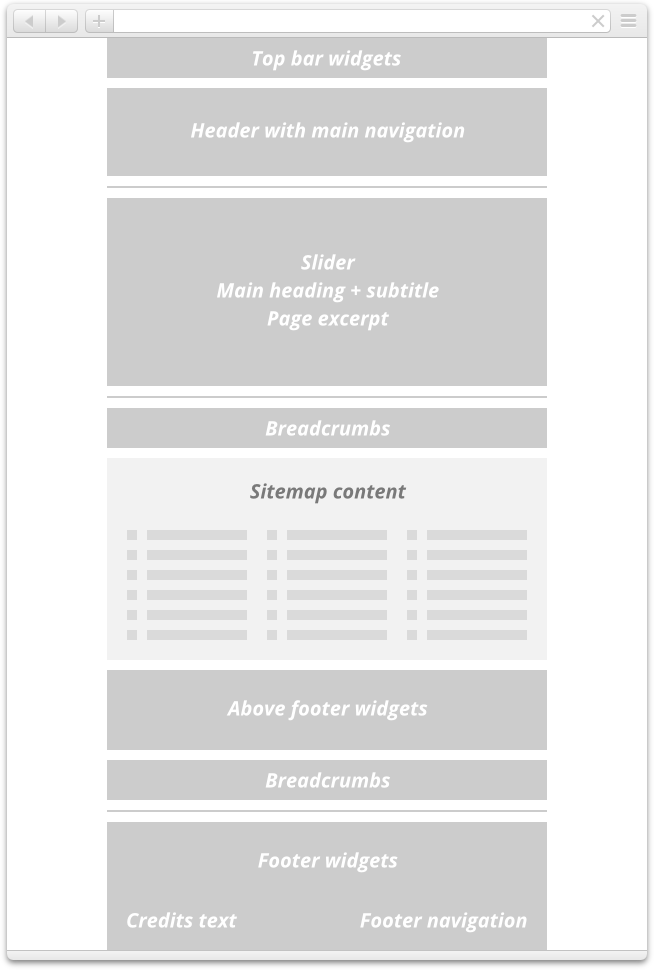 Top bar widgets
Header with main navigation
Slider
Main heading + subtitle
Page excerpt
Breadcrumbs
Sitemap content
Above footer widgets
Breadcrumbs
Footer widgets
Credits text
Footer navigation